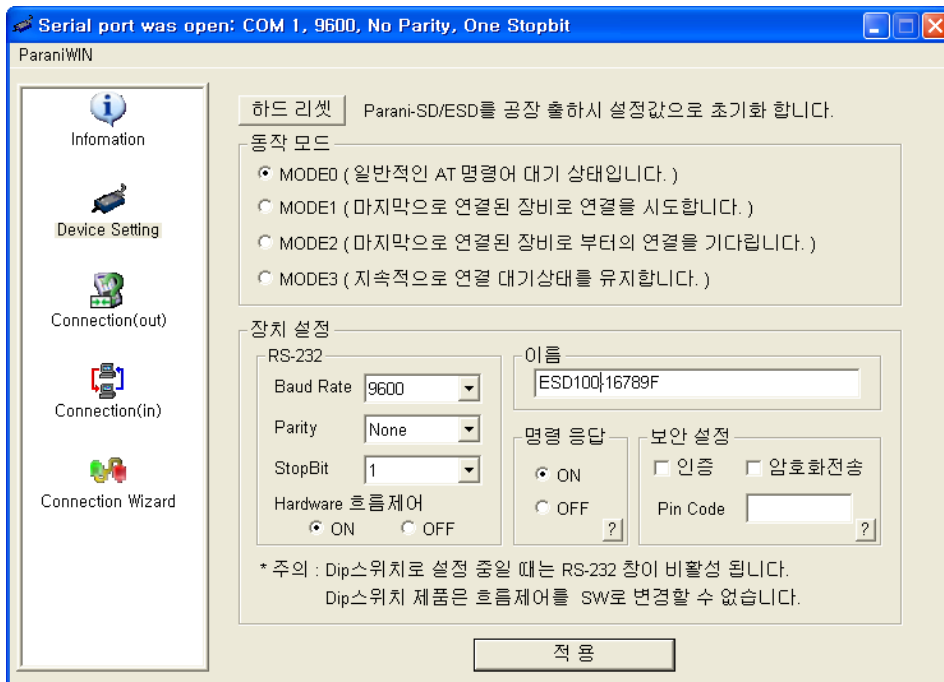 Serial port was open: COM 1, 9600, No Parity, One Stopbit
ParaniWIN
Infomation
Device Setting
Connection(out)
Connection(in)
Connection Wizard
하드 리셋 Parani-SD/ESD를 공장 출하시 설정값으로 초기화 합니다.
동작 모드
MODE0 ( 일반적인 AT 명령어 대기 상태입니다. )
MODE1 ( 마지막으로 연결된 장비로 연결을 시도합니다. )
MODE2 ( 마지막으로 연결된 장비로 부터의 연결을 기다립니다. )
MODE3 ( 지속적으로 연결 대기상태를 유지합니다. )
장치 설정
RS-232
Baud Rate 9600
Parity None
StopBit 1
Hardware 흐름제어
ON OFF
이름
ESD100-16789F
명령 응답
ON
OFF
?
보안 설정
인증 암호화전송
Pin Code
?
* 주의 : Dip스위치로 설정 중일 때는 RS-232 창이 비활성 됩니다.
Dip스위치 제품은 흐름제어를 SW로 변경할 수 없습니다.
적 용